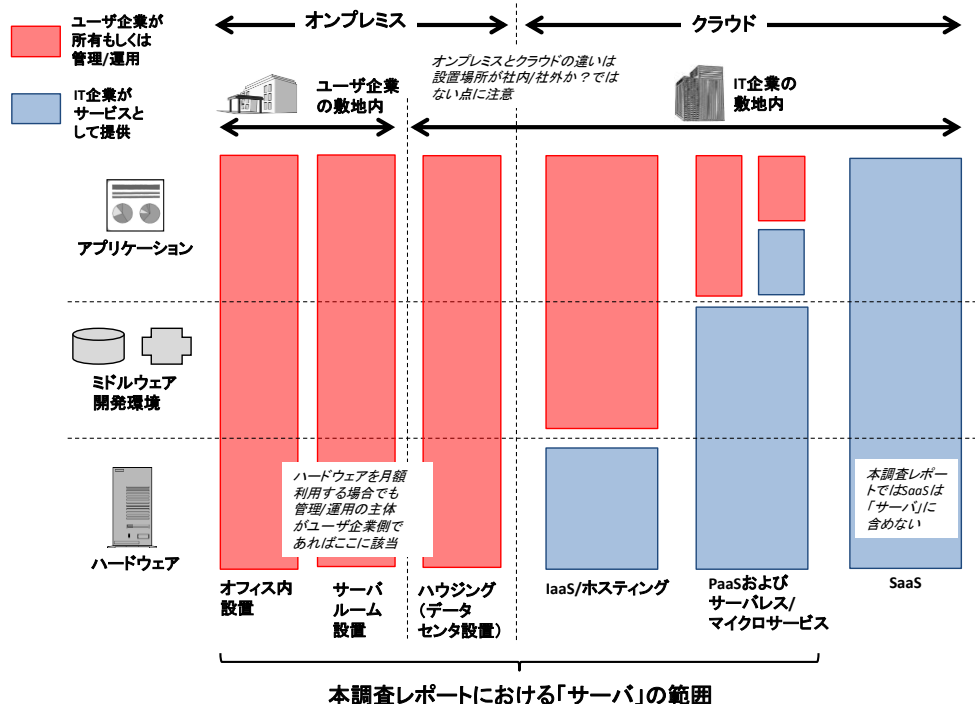 ユーザ企業が
所有もしくは
管理/運用
IT企業が
サービスと
して提供
オンプレミス
クラウド
オンプレミスとクラウドの違いは
設置場所が社内/社外か?では
ない点に注意
ユーザ企業
の敷地内
IT企業の
敷地内
アプリケーション
ミドルウェア
開発環境
ハードウェア
ハードウェアを月額
利用する場合でも
管理/運用の主体
がユーザ企業側で
あればここに該当
本調査レポー
トではSaaSは
「サーバ」に
含めない
オフィス内
設置
サーバ
ルーム
設置
ハウジング
(データ
センタ設置)
IaaS/ホスティング
PaaSおよび
サーバレス/
マイクロサービス
SaaS
本調査レポートにおける「サーバ」の範囲